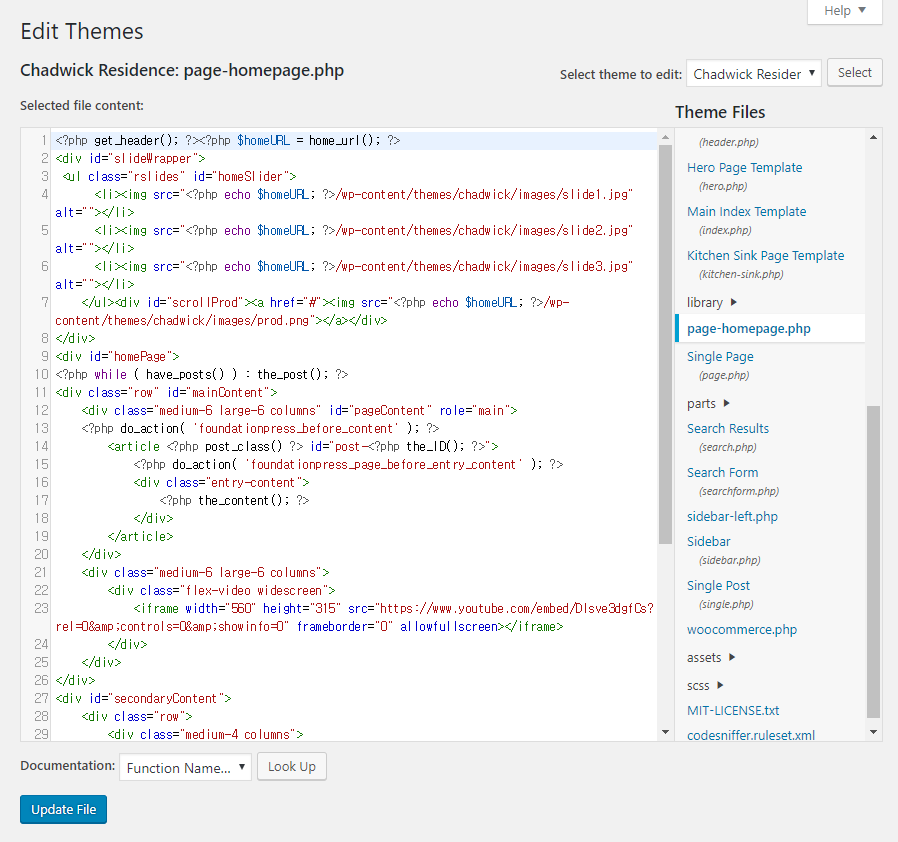 Help ▼
Edit Themes
Chadwick Residence: page-homepage.php
Select theme to edit: Chadwick Resider ▼ Select
Selected file content:
Theme Files
1 <?php get_header(); ?><?php $homeURL = home_url(); ?>
2 <div id="slideWrapper">
3 <ul class="rslides" id="homeSlider">
4 <li><img src="<?php echo $homeURL; ?>/wp-content/themes/chadwick/images/slide1.jpg"
alt=""></li>
5 <li><img src="<?php echo $homeURL; ?>/wp-content/themes/chadwick/images/slide2.jpg"
alt=""></li>
6 <li><img src="<?php echo $homeURL; ?>/wp-content/themes/chadwick/images/slide3.jpg"
alt=""></li>
7 </ul><div id="scrollProd"><a href="#"><img src="<?php echo $homeURL; ?>/wp-
content/themes/chadwick/images/prod.png"></a></div>
8 </div>
9 <div id="homePage">
10 <?php while ( have_posts() ) : the_post(); ?>
11 <div class="row" id="mainContent">
12 <div class="medium-6 large-6 columns" id="pageContent" role="main">
13 <?php do_action( 'foundationpress_before_content' ); ?>
14 <article <?php post_class() ?> id="post-<?php the_ID(); ?>">
15 <?php do_action( 'foundationpress_page_before_entry_content' ); ?>
16 <div class="entry-content">
17 <?php the_content(); ?>
18 </div>
19 </article>
20 </div>
21 <div class="medium-6 large-6 columns">
22 <div class="flex-video widescreen">
23 <iframe width="560" height="315" src="https://www.youtube.com/embed/DIsve3dgfCs?
rel=0&amp;controls=0&amp;showinfo=0" frameborder="0" allowfullscreen></iframe>
24 </div>
25 </div>
26 </div>
27 <div id="secondaryContent">
28 <div class="row">
29 <div class="medium-4 columns">
(header.php)
Hero Page Template
(hero.php)
Main Index Template
(index.php)
Kitchen Sink Page Template
(kitchen-sink.php)
library ▶
page-homepage.php
Single Page
(page.php)
parts ▶
Search Results
(search.php)
Search Form
(searchform.php)
sidebar-left.php
Sidebar
(sidebar.php)
Single Post
(single.php)
woocommerce.php
assets ▶
scss ▶
MIT-LICENSE.txt
codesniffer.ruleset.xml
Documentation: Function Name... ▼ Look Up
Update File